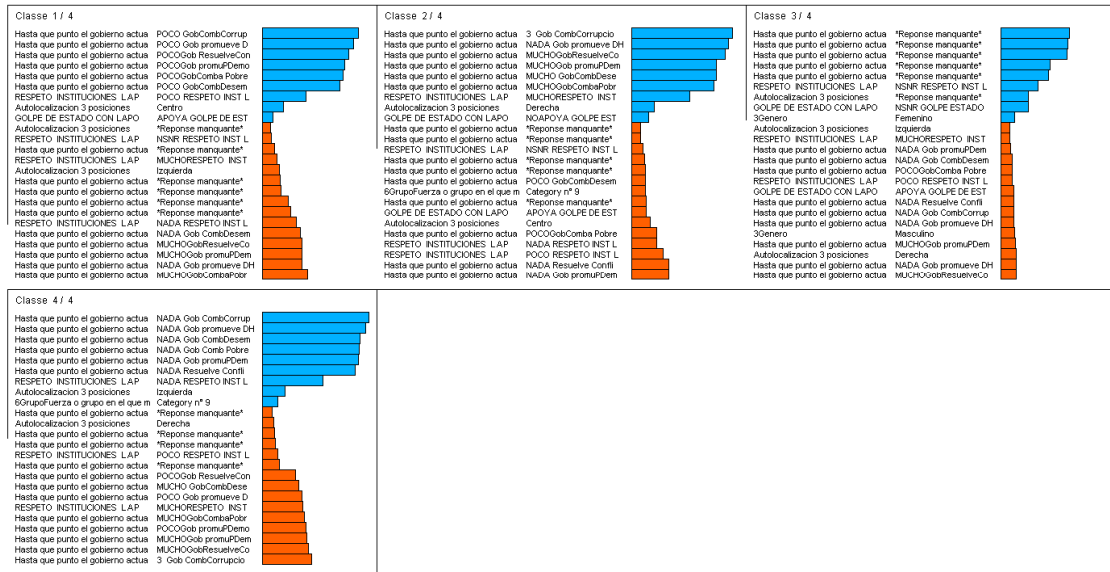 Classe 1 / 4
Hasta que punto el gobierno actua POCO GobCombCorrup
Hasta que punto el gobierno actua POCO Gob promueve D
Hasta que punto el gobierno actua POCOGob ResuelveCon
Hasta que punto el gobierno actua POCOGob promuPDemo
Hasta que punto el gobierno actua POCOGobComba Pobre
Hasta que punto el gobierno actua POCO GobCombDesem
RESPETO INSTITUCIONES LAP POCO RESPETO INST L
Autolocalizacion 3 posiciones Centro
GOLPE DE ESTADO CON LAPO APOYA GOLPE DE EST
Autolocalizacion 3 posiciones *Reponse manquante*
RESPETO INSTITUCIONES LAP NSNR RESPETO INST L
Hasta que punto el gobierno actua *Reponse manquante*
RESPETO INSTITUCIONES LAP MUCHORESPETO INST
Autolocalizacion 3 posiciones Izquierda
Hasta que punto el gobierno actua *Reponse manquante*
Hasta que punto el gobierno actua *Reponse manquante*
Hasta que punto el gobierno actua *Reponse manquante*
Hasta que punto el gobierno actua *Reponse manquante*
RESPETO INSTITUCIONES LAP NADA RESPETO INST L
Hasta que punto el gobierno actua NADA Gob CombDesem
Hasta que punto el gobierno actua MUCHOGobResuelveCo
Hasta que punto el gobierno actua MUCHOGob promuPDem
Hasta que punto el gobierno actua NADA Gob promueve DH
Hasta que punto el gobierno actua MUCHOGobCombaPobr
Classe 2 / 4
Hasta que punto el gobierno actua 3 Gob CombCorrupcio
Hasta que punto el gobierno actua NADA Gob promueve DH
Hasta que punto el gobierno actua MUCHOGobResuelveCo
Hasta que punto el gobierno actua MUCHOGob promuPDem
Hasta que punto el gobierno actua MUCHO GobCombDese
Hasta que punto el gobierno actua MUCHOGobCombaPobr
RESPETO INSTITUCIONES LAP MUCHORESPETO INST
Autolocalizacion 3 posiciones Derecha
GOLPE DE ESTADO CON LAPO NOAPOYA GOLPE DE EST
Hasta que punto el gobierno actua *Reponse manquante*
Hasta que punto el gobierno actua *Reponse manquante*
RESPETO INSTITUCIONES LAP NSNR RESPETO INST L
Hasta que punto el gobierno actua *Reponse manquante*
Hasta que punto el gobierno actua *Reponse manquante*
Hasta que punto el gobierno actua POCO GobCombDesem
6GrupoFuerza o grupo en el que m Category n° 9
Hasta que punto el gobierno actua *Reponse manquante*
GOLPE DE ESTADO CON LAPO APOYA GOLPE DE EST
Autolocalizacion 3 posiciones Centro
Hasta que punto el gobierno actua POCOGobComba Pobre
RESPETO INSTITUCIONES LAP NADA RESPETO INST L
RESPETO INSTITUCIONES LAP POCO RESPETO INST L
Hasta que punto el gobierno actua NADA Resuelve Confli
Hasta que punto el gobierno actua NADA Gob promuPDem
Classe 3 / 4
Hasta que punto el gobierno actua *Reponse manquante*
Hasta que punto el gobierno actua *Reponse manquante*
Hasta que punto el gobierno actua *Reponse manquante*
Hasta que punto el gobierno actua *Reponse manquante*
Hasta que punto el gobierno actua *Reponse manquante*
RESPETO INSTITUCIONES LAP NSNR RESPETO INST L
Autolocalizacion 3 posiciones *Reponse manquante*
GOLPE DE ESTADO CON LAPO NSNR GOLPE ESTADO
3Genero Femenino
Autolocalizacion 3 posiciones Izquierda
RESPETO INSTITUCIONES LAP MUCHORESPETO INST
Hasta que punto el gobierno actua NADA Gob promuPDem
Hasta que punto el gobierno actua NADA Gob CombDesem
Hasta que punto el gobierno actua POCOGobComba Pobre
RESPETO INSTITUCIONES LAP POCO RESPETO INST L
GOLPE DE ESTADO CON LAPO APOYA GOLPE DE EST
Hasta que punto el gobierno actua NADA Resuelve Confli
Hasta que punto el gobierno actua NADA Gob CombCorrup
Hasta que punto el gobierno actua NADA Gob promueve DH
3Genero Masculino
Hasta que punto el gobierno actua MUCHOGob promuPDem
Autolocalizacion 3 posiciones Derecha
Hasta que punto el gobierno actua NADA Gob promueve DH
Hasta que punto el gobierno actua MUCHOGobResuelveCo
Classe 4 / 4
Hasta que punto el gobierno actua NADA Gob CombCorrup
Hasta que punto el gobierno actua NADA Gob promueve DH
Hasta que punto el gobierno actua NADA Gob CombDesem
Hasta que punto el gobierno actua NADA Gob Comb Pobre
Hasta que punto el gobierno actua NADA Gob promuPDem
Hasta que punto el gobierno actua NADA Resuelve Confli
RESPETO INSTITUCIONES LAP NADA RESPETO INST L
Autolocalizacion 3 posiciones Izquierda
6GrupoFuerza o grupo en el que m Category n° 9
Hasta que punto el gobierno actua *Reponse manquante*
Autolocalizacion 3 posiciones Derecha
Hasta que punto el gobierno actua *Reponse manquante*
Hasta que punto el gobierno actua *Reponse manquante*
RESPETO INSTITUCIONES LAP POCO RESPETO INST L
Hasta que punto el gobierno actua *Reponse manquante*
Hasta que punto el gobierno actua POCOGob ResuelveCon
Hasta que punto el gobierno actua MUCHO GobCombDese
Hasta que punto el gobierno actua POCO Gob promueve D
RESPETO INSTITUCIONES LAP MUCHORESPETO INST
Hasta que punto el gobierno actua MUCHOGobCombaPobr
Hasta que punto el gobierno actua POCOGob promuPDemo
Hasta que punto el gobierno actua MUCHOGob promuPDem
Hasta que punto el gobierno actua MUCHOGobResuelveCo
Hasta que punto el gobierno actua 3 Gob CombCorrupcio